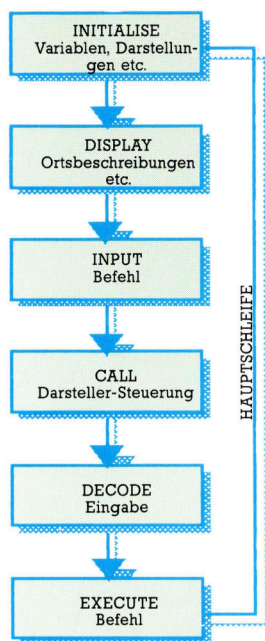 INITIALISE
Variablen, Darstellun-
gen etc.
DISPLAY
Ortsbeschreibungen
etc.
INPUT
Befehl
CALL
Darsteller-Steuerung
DECODE
Eingabe
EXECUTE
Befehl
HAUPTSCHLEIFE